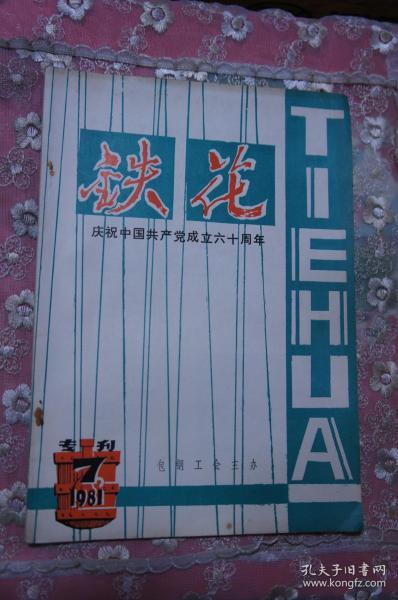 鉄花
庆祝中国共产党成立六十周年
TIEHUA
专刊
7
1981
包钢工会主办
孔夫子旧书网
www.kongfz.com